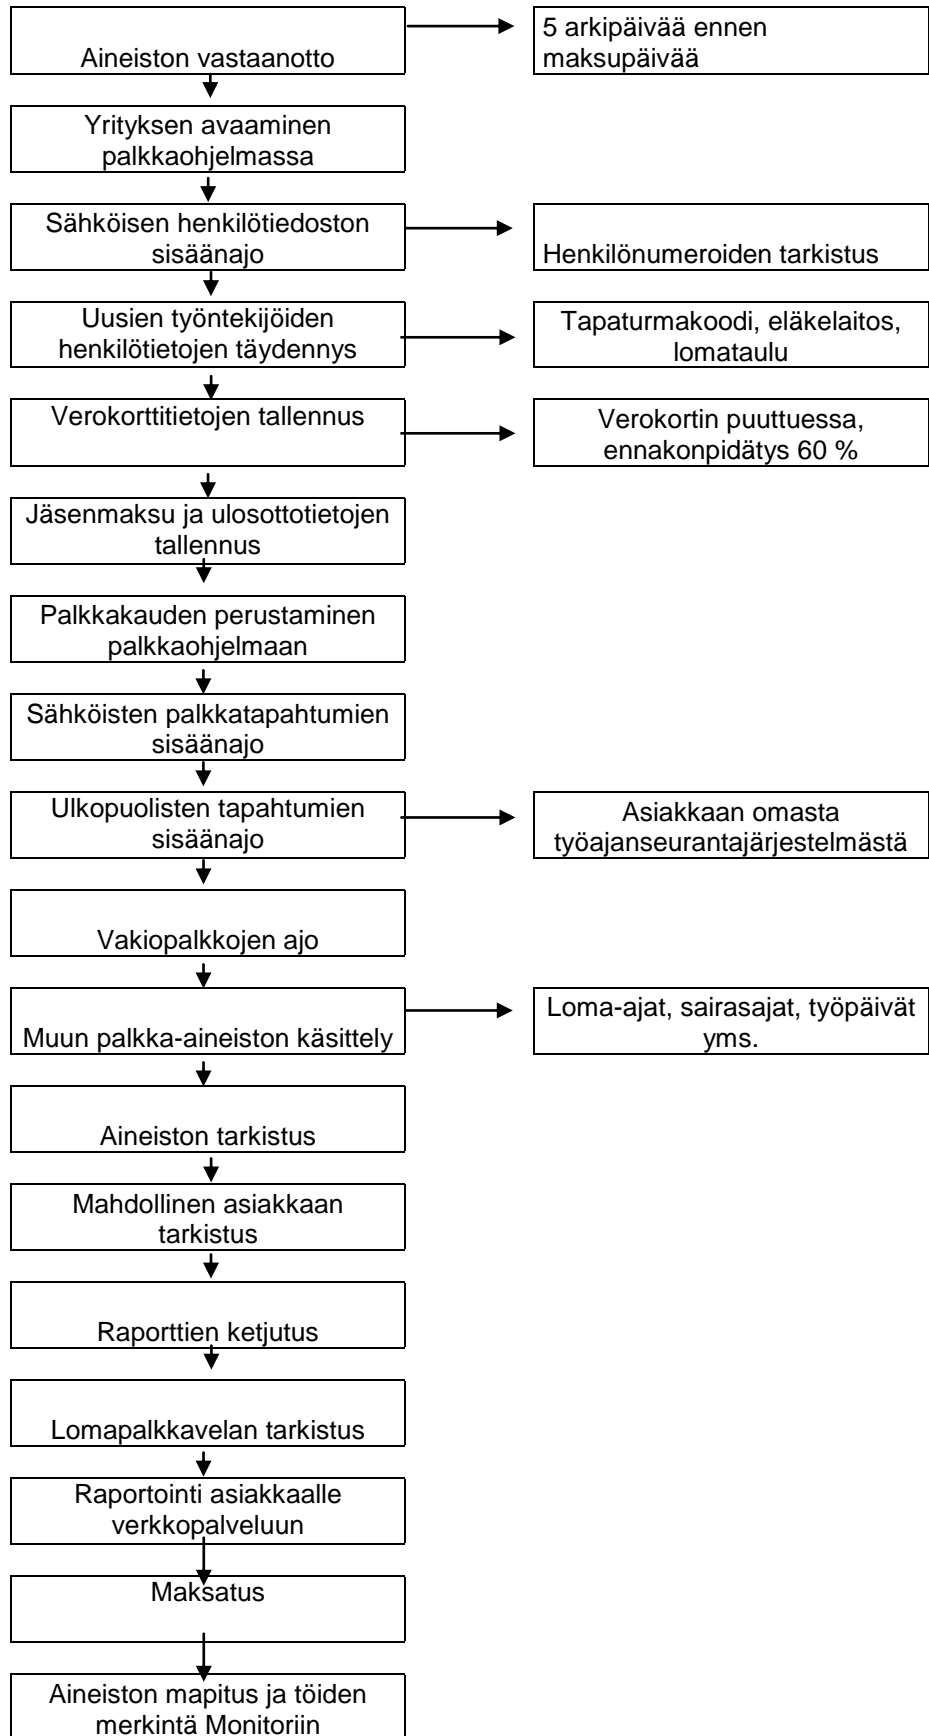 Aineiston vastaanotto
5 arkipäivää ennen
maksupäivää
Yrityksen avaaminen
palkkaohjelmassa
Sähköisen henkilötiedoston
sisäänajo
Henkilönumeroiden tarkistus
Uusien työntekijöiden
henkilötietojen täydennys
Tapaturmakoodi, eläkelaitos,
lomataulu
Verokorttitietojen tallennus
Verokortin puuttuessa,
ennakonpidätys 60 %
Jäsenmaksu ja ulosottotietojen
tallennus
Palkkakauden perustaminen
palkkaohjelmaan
Sähköisten palkkatapahtumien
sisäänajo
Ulkopuolisten tapahtumien
sisäänajo
Asiakkaan omasta
työajanseurantajärjestelmästä
Vakiopalkkojen ajo
Muun palkka-aineiston käsittely
Loma-ajat, sairasajat, työpäivät
yms.
Aineiston tarkistus
Mahdollinen asiakkaan
tarkistus
Raporttien ketjutus
Lomapalkkavelan tarkistus
Raportointi asiakkaalle
verkkopalveluun
Maksatus
Aineiston mapitus ja töiden
merkintä Monitoriin